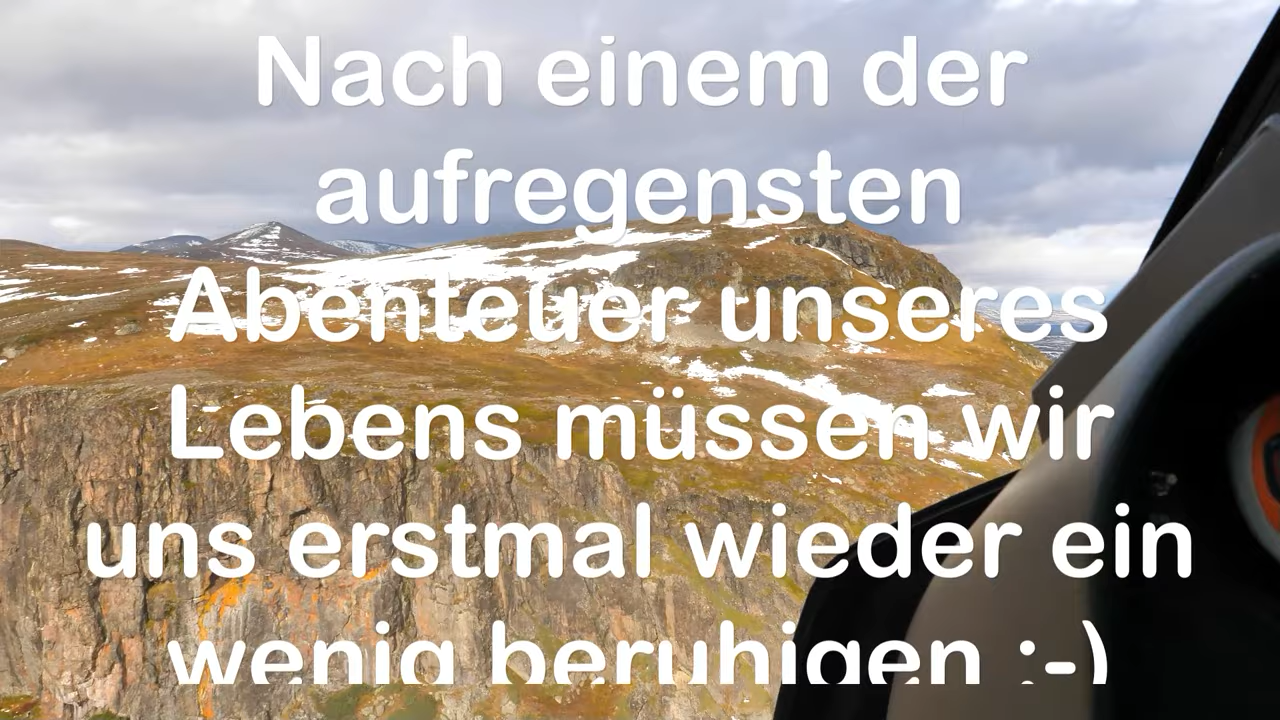 Nach einem der
aufregensten
Abenteuer unseres
Lebens müssen wir
uns erstmal wieder ein
wenig beruhigen :-)